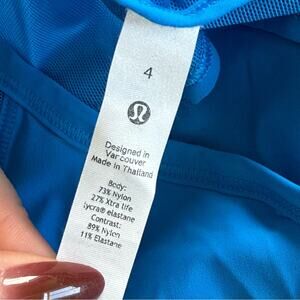 4
Designed in
Vancouver
Made in Thailand
Body:
73% Nylon
27% Xtra life
Lycra® elastane
Contrast:
89% Nylon
11% Elastane